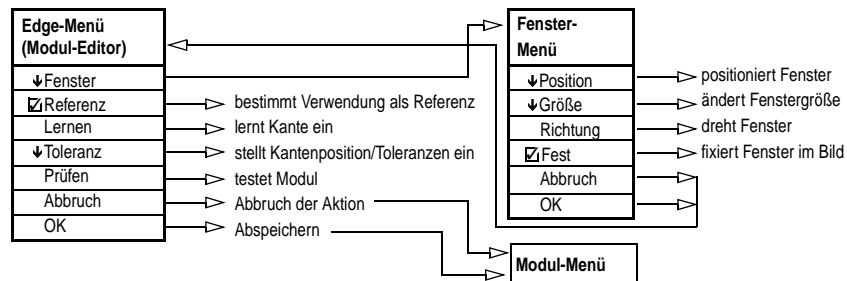 Edge-Menü
(Modul-Editor)
Fenster
Referenz
Lernen
Toleranz
Prüfen
Abbruch
OK
bestimmt Verwendung als Referenz
lernt Kante ein
stellt Kantenposition/Toleranzen ein
testet Modul
Abbruch der Aktion
Abspeichern
Fenster-
Menü
Position
Größe
Richtung
Fest
Abbruch
OK
positioniert Fenster
ändert Fenstergröße
dreht Fenster
fixiert Fenster im Bild
Modul-Menü